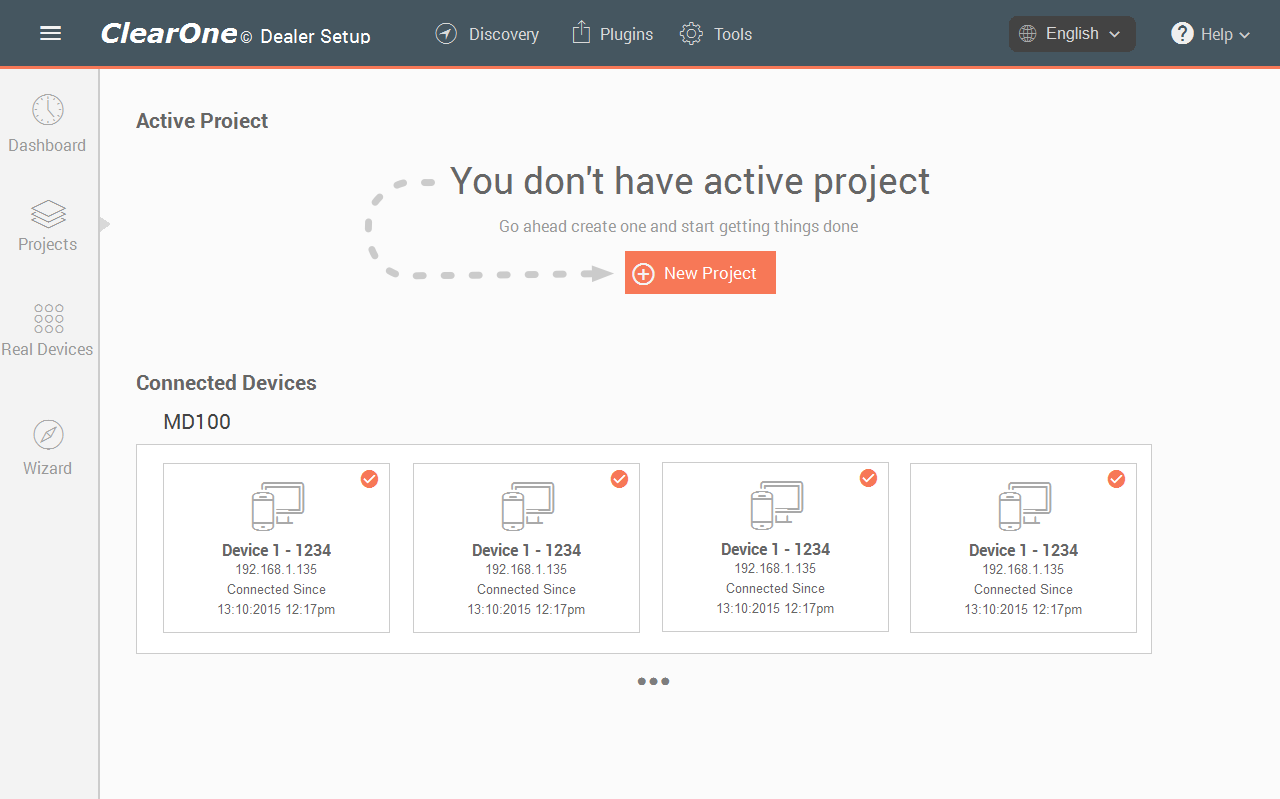 ClearOne© Dealer Setup Discovery Plugins Tools English ? Help
Dashboard
Projects
Real Devices
Wizard
Active Project
You don't have active project
Go ahead create one and start getting things done
New Project
Connected Devices
MD100
Device 1 - 1234
192.168.1.135
Connected Since
13:10:2015 12:17pm
Device 1 - 1234
192.168.1.135
Connected Since
13:10:2015 12:17pm
Device 1 - 1234
192.168.1.135
Connected Since
13:10:2015 12:17pm
Device 1 - 1234
192.168.1.135
Connected Since
13:10:2015 12:17pm